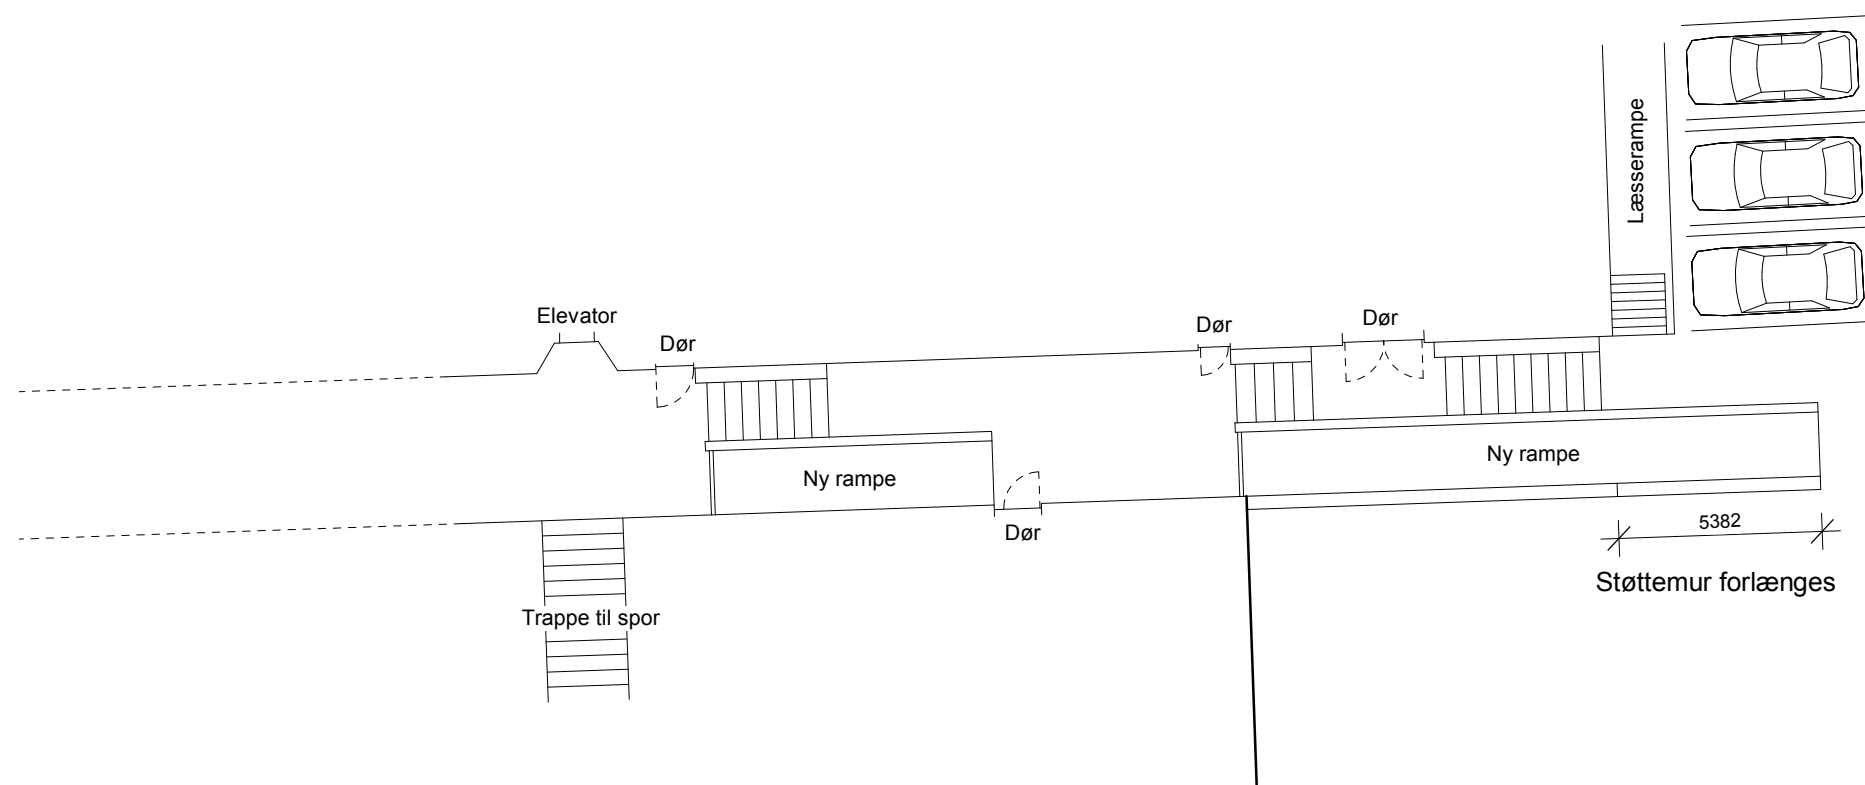 Læsserampe
Elevator
Dør
Dør
Dør
Ny rampe
Ny rampe
Dør
5382
Støttemur forlænges
Trappe til spor